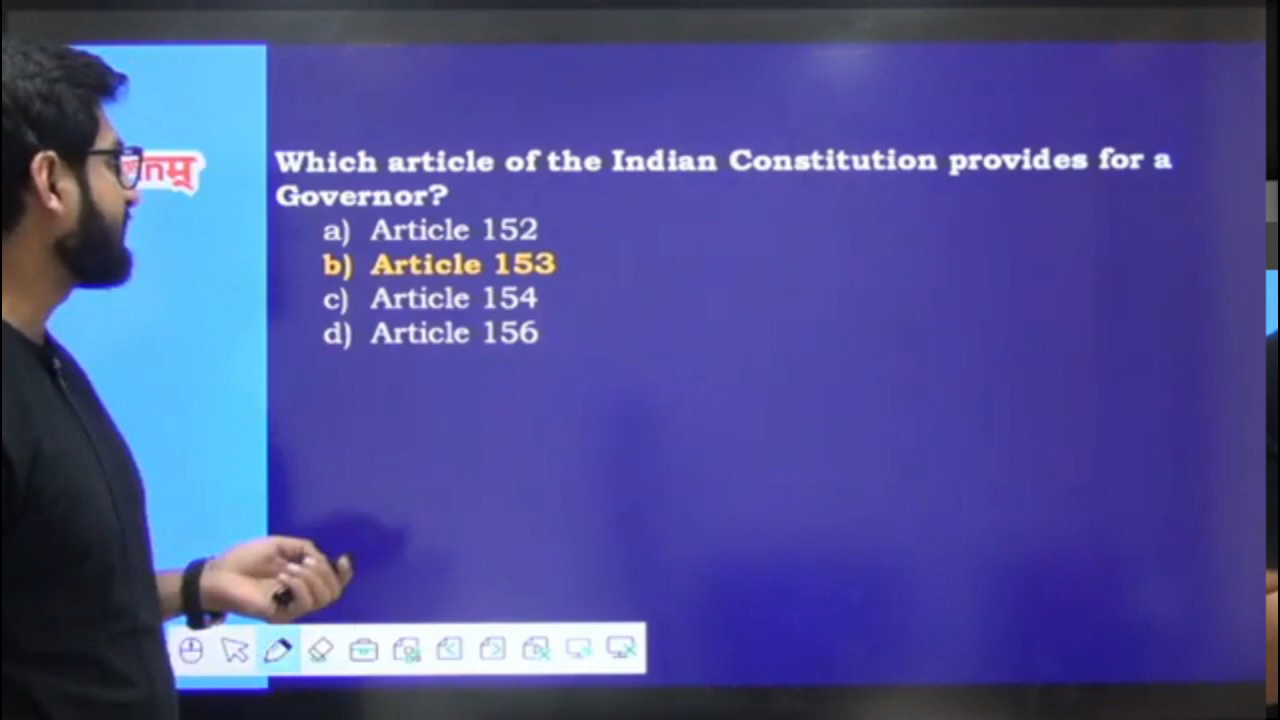 Which article of the Indian Constitution provides for a
Governor?
a) Article 152
b) Article 153
c) Article 154
d) Article 156